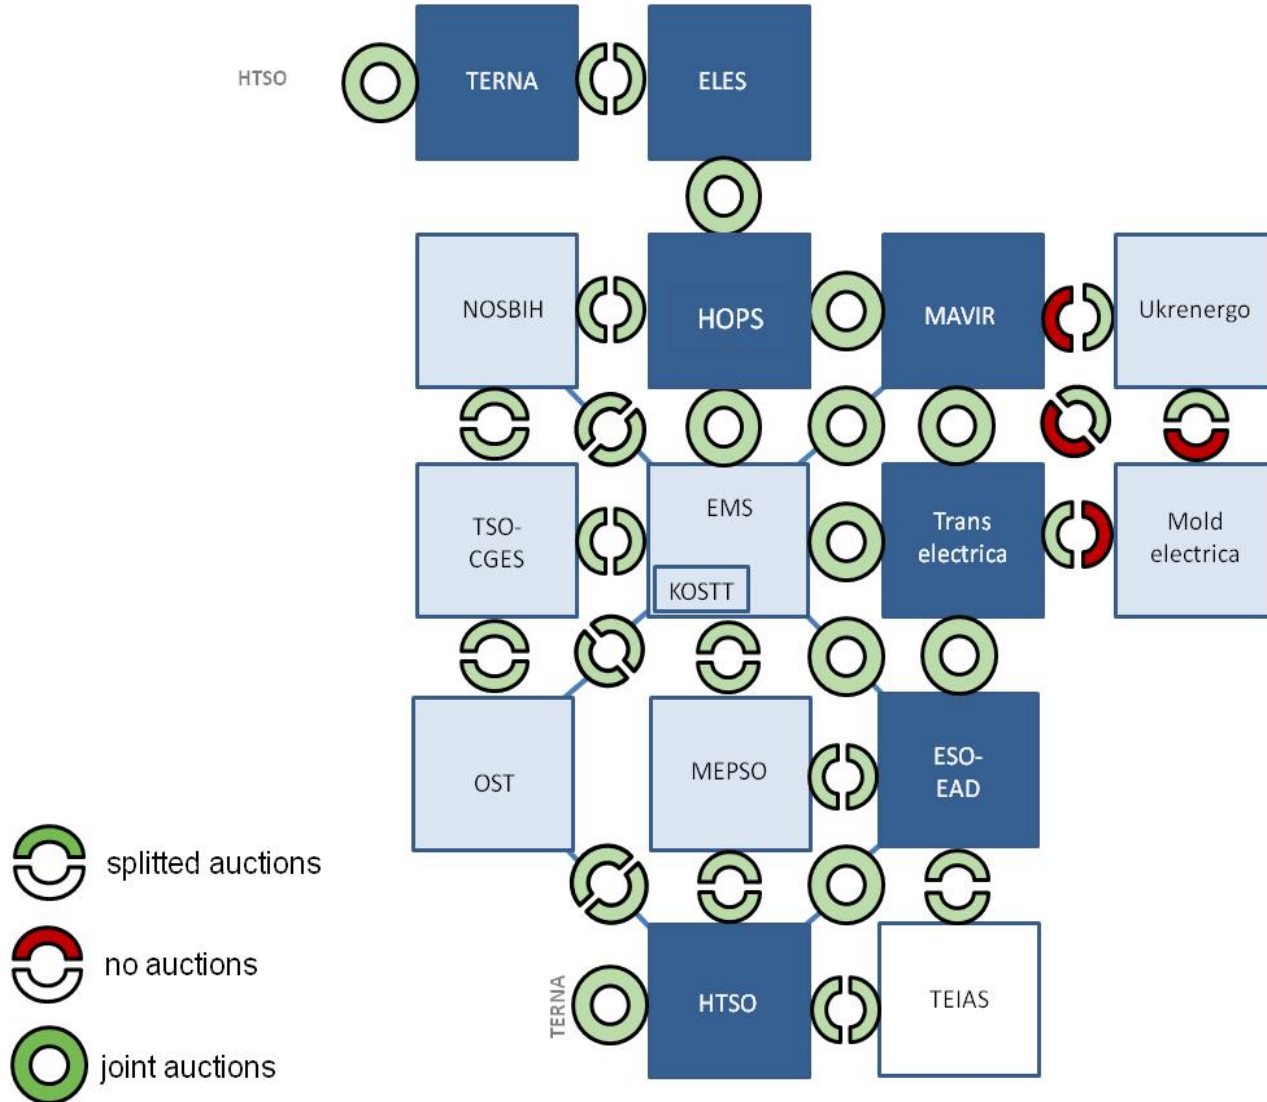 HTSO
TERNA
ELES
NOSBIH
HOPS
MAVIR
Ukrenergo
TSO-
CGES
EMS
KOSTT
Trans
electrica
Mold
electrica
OST
MEPSO
ESO-
EAD
splitted auctions
no auctions
joint auctions
TERNA
HTSO
TEIAS